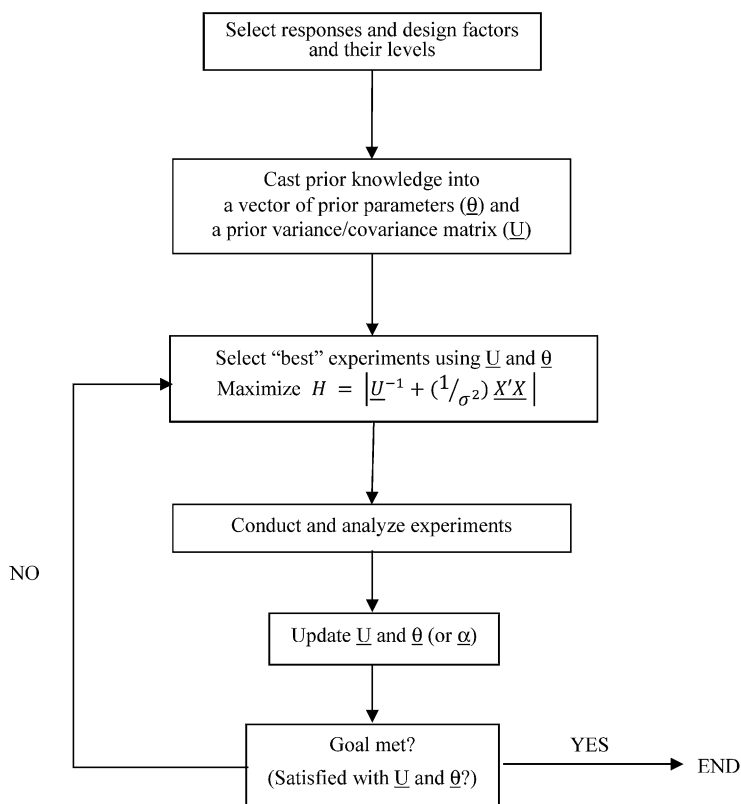 Select responses and design factors
and their levels
Cast prior knowledge into
a vector of prior parameters (θ) and
a prior variance/covariance matrix (U)
Select “best” experiments using U and θ
Maximize H = |U⁻¹ + (1/σ²) X'X|
Conduct and analyze experiments
NO
Update U and θ (or α)
Goal met?
(Satisfied with U and θ?)
YES
END